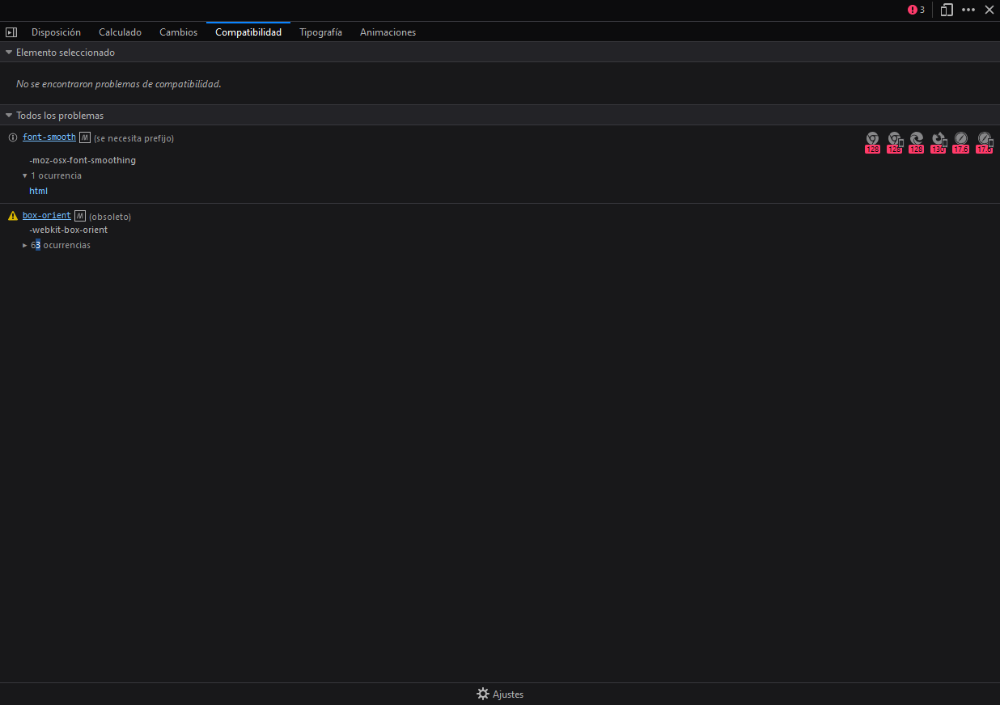 3
Disposición Calculado Cambios Compatibilidad Tipografía Animaciones
Elemento seleccionado
No se encontraron problemas de compatibilidad.
Todos los problemas
font-smooth M (se necesita prefijo)
128 128 128 130 17.6 17.6
-moz-osx-font-smoothing
1 ocurrencia
html
box-orient M (obsoleto)
-webkit-box-orient
63 ocurrencias
Ajustes